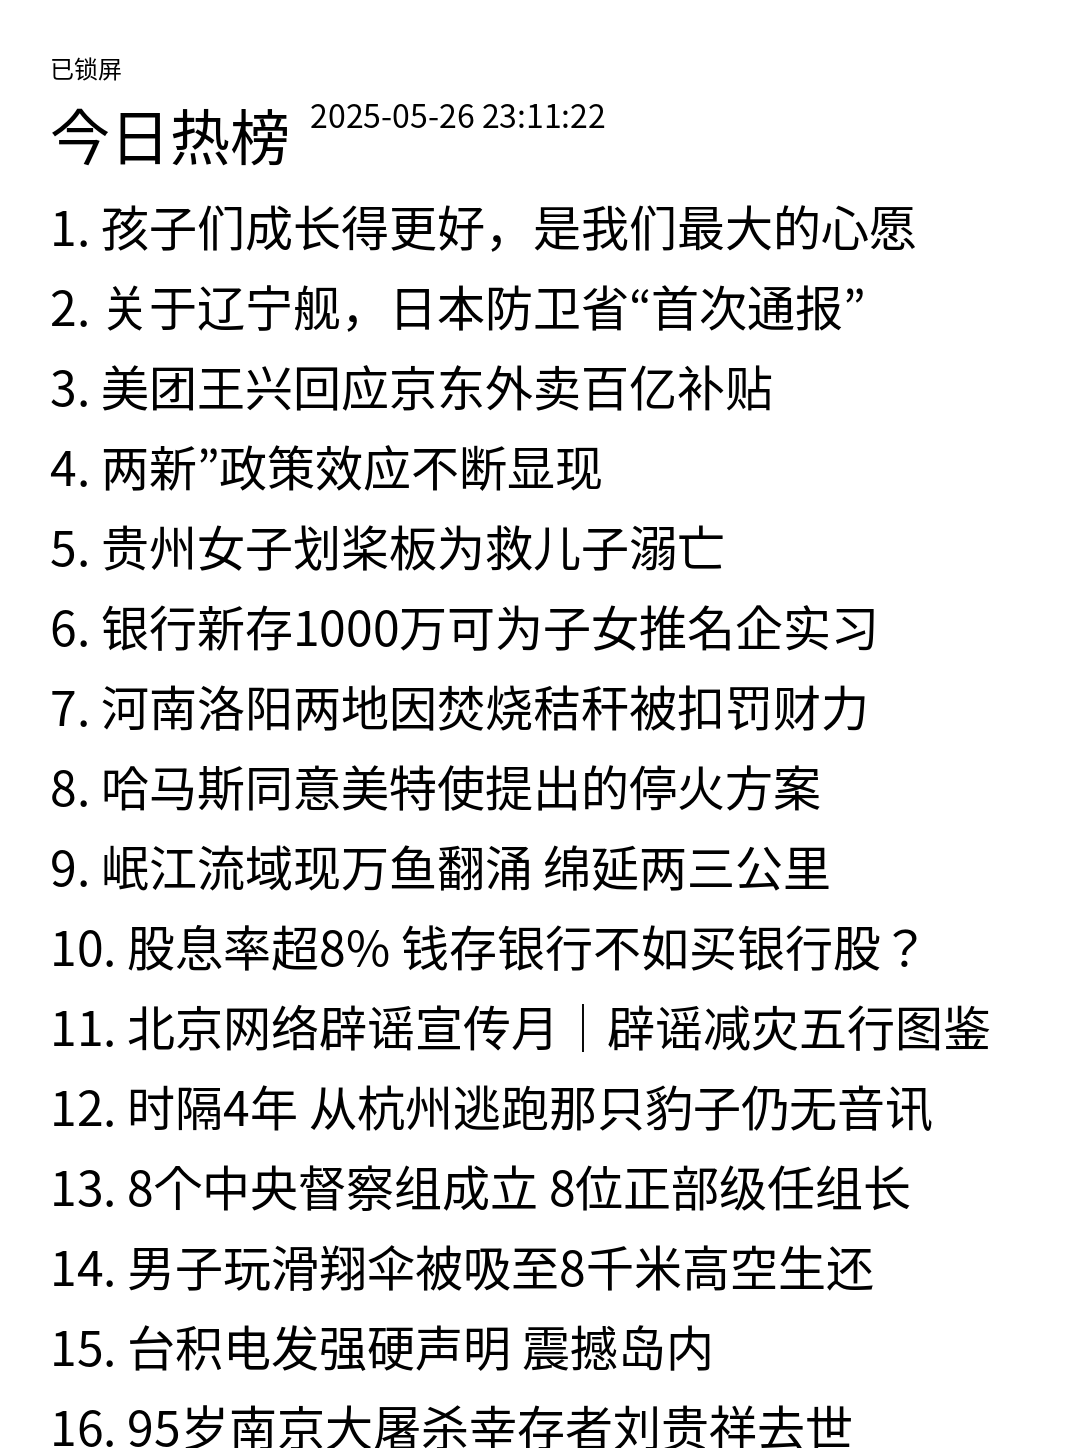 已锁屏
今日热榜 2025-05-26 23:11:22
1. 孩子们成长得更好，是我们最大的心愿
2. 关于辽宁舰，日本防卫省“首次通报”
3. 美团王兴回应京东外卖百亿补贴
4. 两新”政策效应不断显现
5. 贵州女子划桨板为救儿子溺亡
6. 银行新存1000万可为子女推名企实习
7. 河南洛阳两地因焚烧秸秆被扣罚财力
8. 哈马斯同意美特使提出的停火方案
9. 岷江流域现万鱼翻涌 绵延两三公里
10. 股息率超8% 钱存银行不如买银行股？
11. 北京网络辟谣宣传月｜辟谣减灾五行图鉴
12. 时隔4年 从杭州逃跑那只豹子仍无音讯
13. 8个中央督察组成立 8位正部级任组长
14. 男子玩滑翔伞被吸至8千米高空生还
15. 台积电发强硬声明 震撼岛内
16. 95岁南京大屠杀幸存者刘贵祥去世